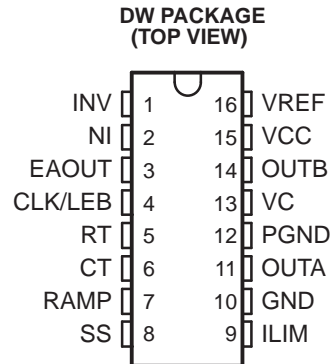 DW PACKAGE
(TOP VIEW)
INV 1 16 VREF
NI 2 15 VCC
EAOUT 3 14 OUTB
CLK/LEB 4 13 VC
RT 5 12 PGND
CT 6 11 OUTA
RAMP 7 10 GND
SS 8 9 ILIM